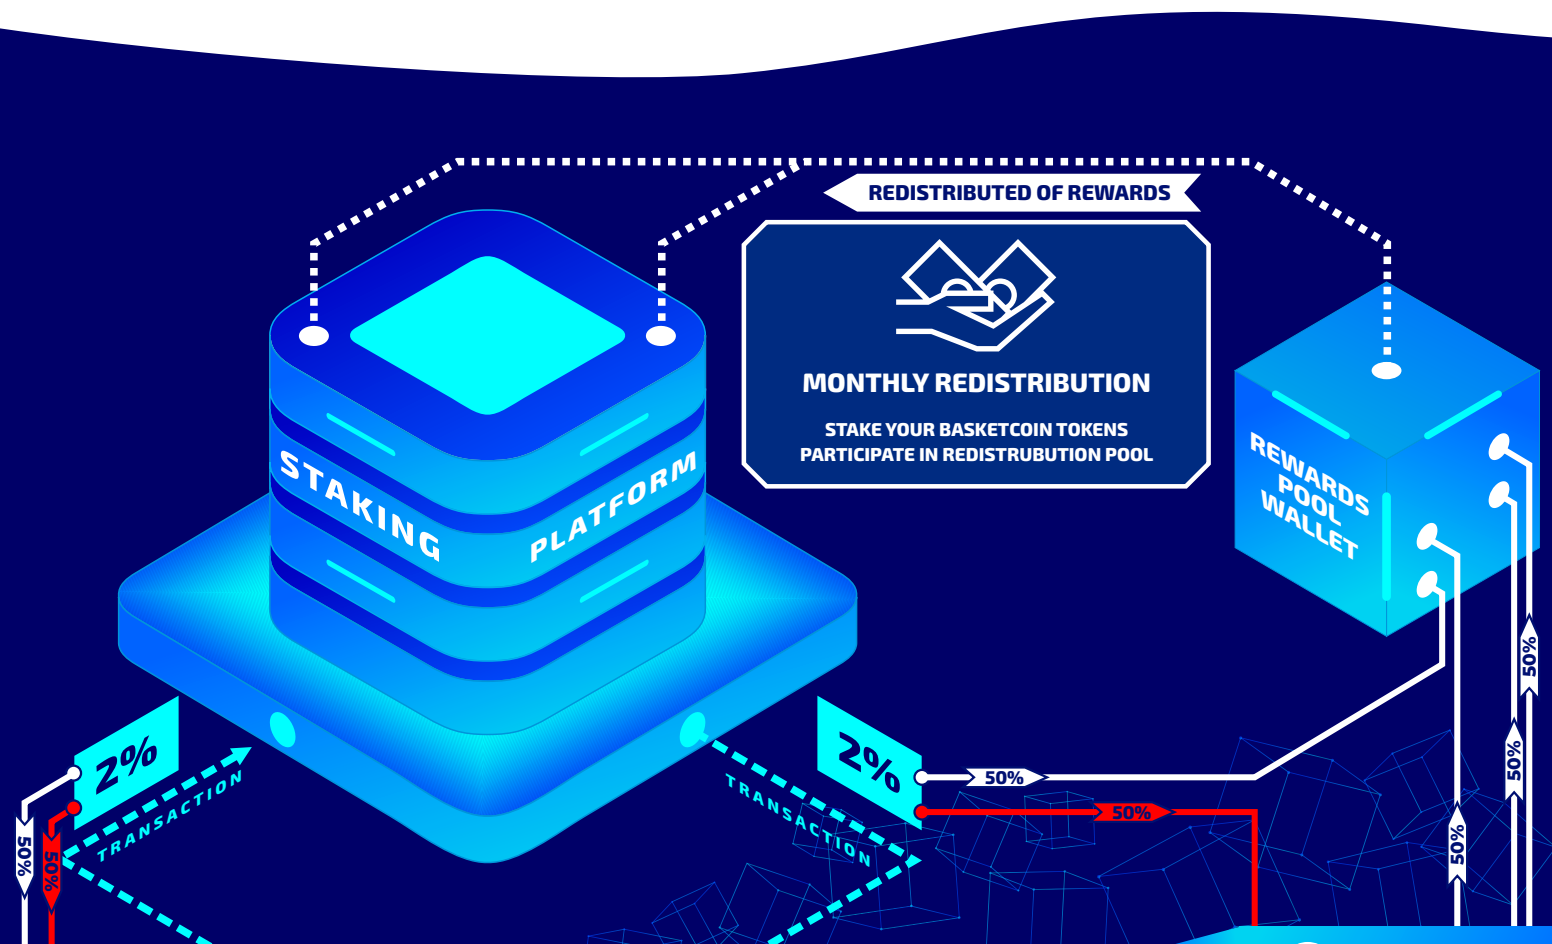 REDISTRIBUTED OF REWARDS
MONTHLY REDISTRIBUTION
STAKE YOUR BASKETCOIN TOKENS
PARTICIPATE IN REDISTRUBUTION POOL
STAKING
PLATFORM
REWARDS
POOL
WALLET
2%
TRANSACTION
50%
50%
2%
TRANSACTION
50%
50%
50%
50%
50%